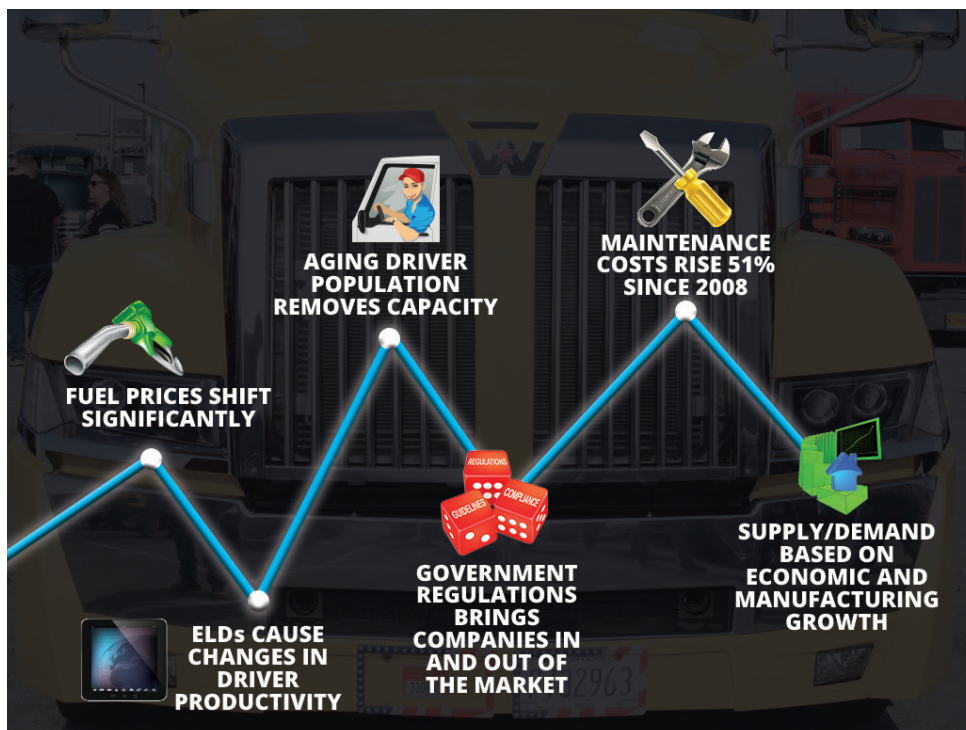 FUEL PRICES SHIFT
SIGNIFICANTLY
ELDs CAUSE
CHANGES IN
DRIVER
PRODUCTIVITY
AGING DRIVER
POPULATION
REMOVES CAPACITY
REGULATIONS
GUIDELINES
COMPLIANCE
GOVERNMENT
REGULATIONS
BRINGS
COMPANIES IN
AND OUT OF
THE MARKET
MAINTENANCE
COSTS RISE 51%
SINCE 2008
SUPPLY/DEMAND
BASED ON
ECONOMIC AND
MANUFACTURING
GROWTH